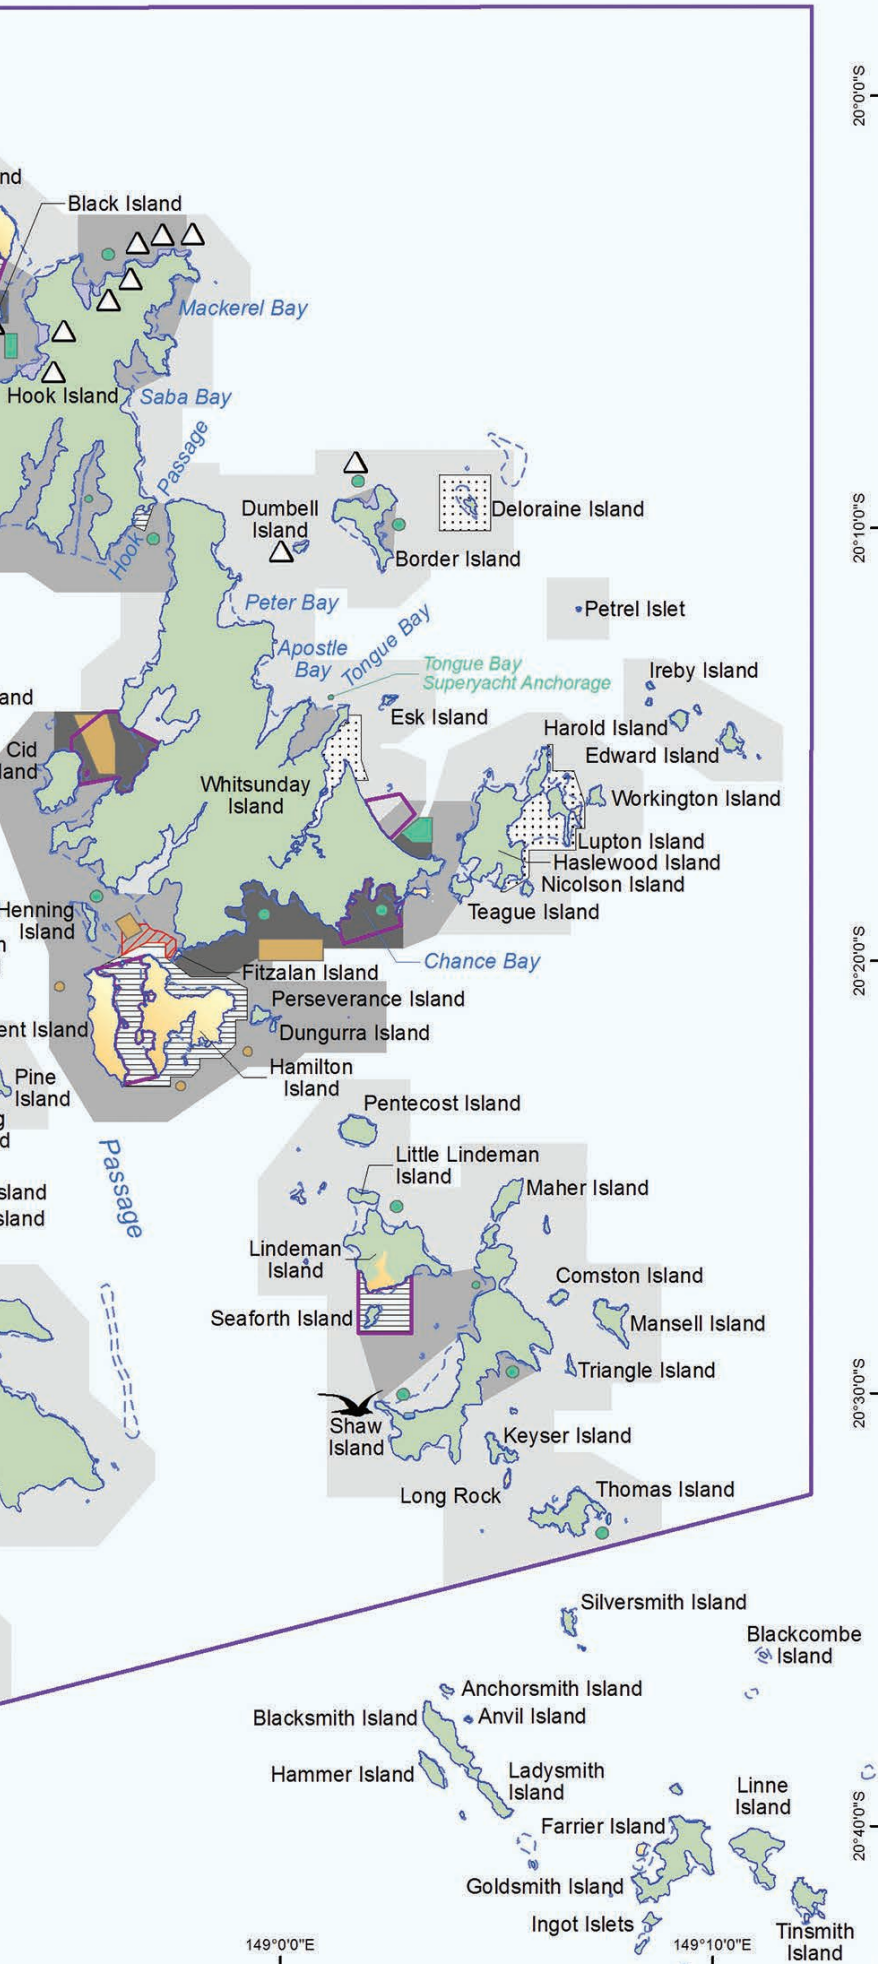 20°0'0"S
nd
Black Island
Mackerel Bay
Hook Island
Saba Bay
Passage
Hook
Dumbell
Island
Deloraine Island
Border Island
20°10'0"S
Peter Bay
Petrel Islet
Apostle
Bay
Tongue Bay
Tongue Bay
Superyacht Anchorage
Ireby Island
and
Esk Island
Harold Island
Edward Island
Cid
land
Whitsunday
Island
Workington Island
Lupton Island
Haslewood Island
Nicolson Island
Teague Island
Henning
Island
n
Chance Bay
20°20'0"S
Fitzalan Island
Perseverance Island
ent Island
Dungurra Island
Hamilton
Island
Pine
Island
g
d
Pentecost Island
Passage
Little Lindeman
Island
sland
sland
Maher Island
Lindeman
Island
Comston Island
Seaforth Island
Mansell Island
Triangle Island
20°30'0"S
Shaw
Island
Keyser Island
Long Rock
Thomas Island
Silversmith Island
Blackcombe
Island
Anchorsmith Island
Blacksmith Island
Anvil Island
Hammer Island
Ladysmith
Island
Linne
Island
Farrier Island
20°40'0"S
Goldsmith Island
Ingot Islets
Tinsmith
Island
149°0'0"E
149°10'0"E